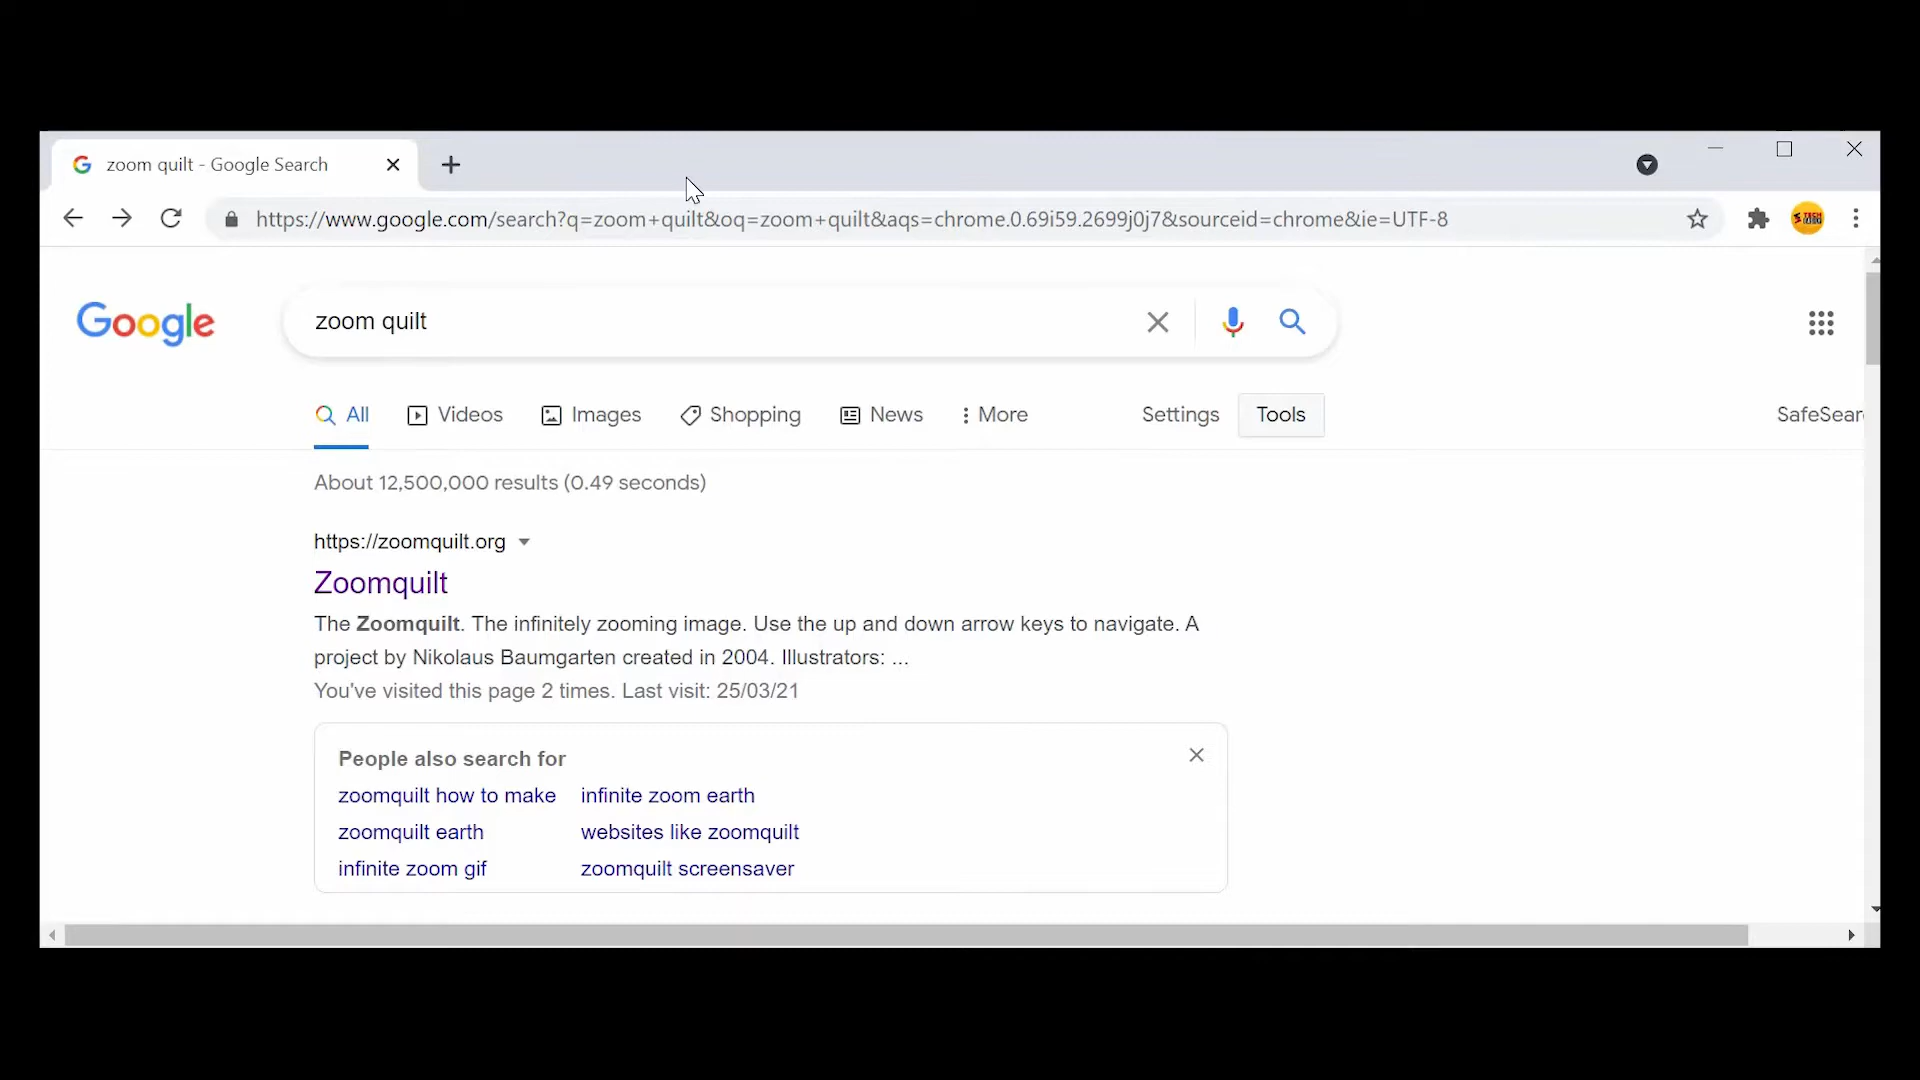 zoom quilt - Google Search
https://www.google.com/search?q=zoom+quilt&oq=zoom+quilt&aqs=chrome.0.69i59.2699j0j7&sourceid=chrome&ie=UTF-8
Google
zoom quilt
All Videos Images Shopping News More Settings Tools SafeSear
About 12,500,000 results (0.49 seconds)
https://zoomquilt.org
Zoomquilt
The Zoomquilt. The infinitely zooming image. Use the up and down arrow keys to navigate. A
project by Nikolaus Baumgarten created in 2004. Illustrators: ...
You've visited this page 2 times. Last visit: 25/03/21
People also search for
zoomquilt how to make infinite zoom earth
zoomquilt earth websites like zoomquilt
infinite zoom gif zoomquilt screensaver